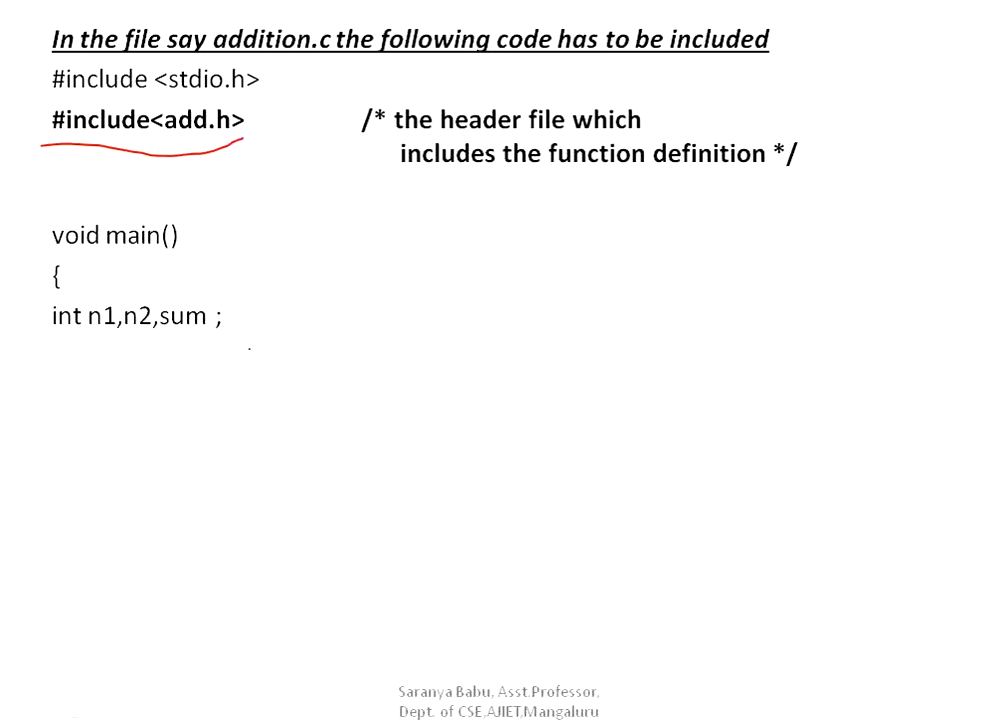 In the file say addition.c the following code has to be included
#include <stdio.h>
#include<add.h> /* the header file which
includes the function definition */
void main()
{
int n1,n2,sum ;
Saranya Babu, Asst.Professor,
Dept. of CSE,AJIET,Mangaluru